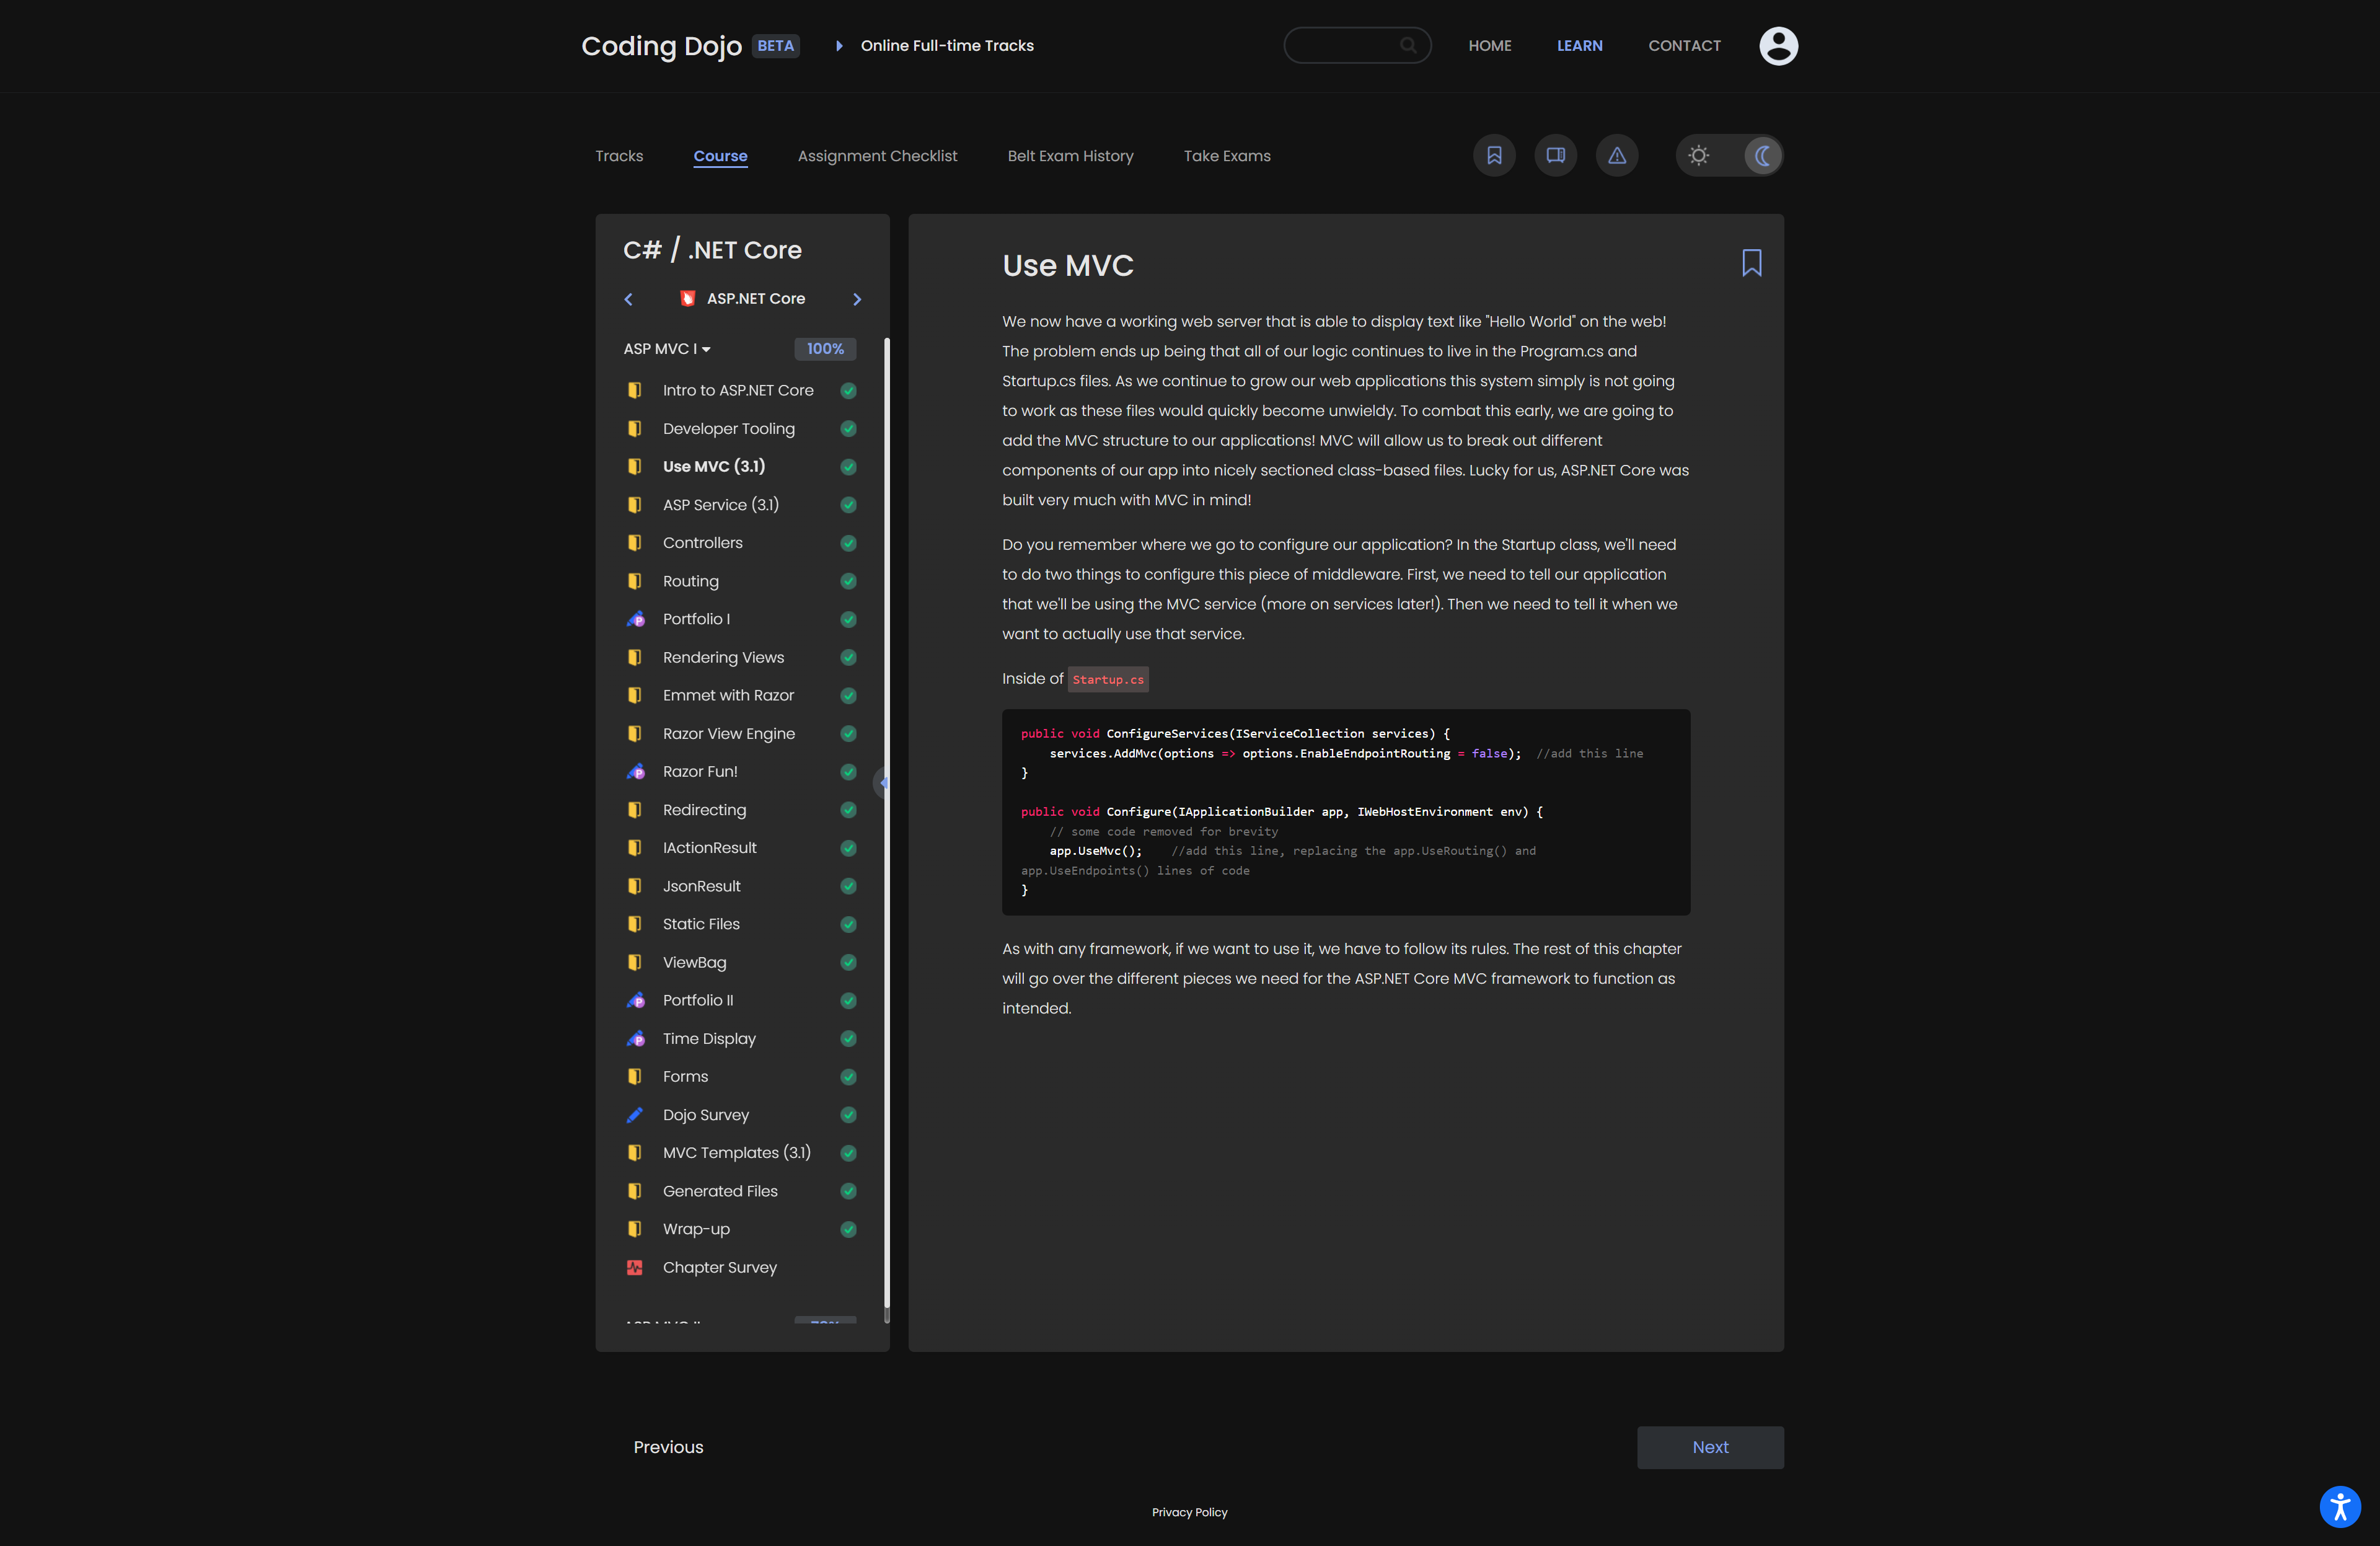 Coding Dojo BETA Online Full-time Tracks
HOME LEARN CONTACT
Tracks Course Assignment Checklist Belt Exam History Take Exams
C# / .NET Core
ASP.NET Core
ASP MVC I 100%
Intro to ASP.NET Core
Developer Tooling
Use MVC (3.1)
ASP Service (3.1)
Controllers
Routing
Portfolio I
Rendering Views
Emmet with Razor
Razor View Engine
Razor Fun!
Redirecting
IActionResult
JsonResult
Static Files
ViewBag
Portfolio II
Time Display
Forms
Dojo Survey
MVC Templates (3.1)
Generated Files
Wrap-up
Chapter Survey
Use MVC
We now have a working web server that is able to display text like "Hello World" on the web!
The problem ends up being that all of our logic continues to live in the Program.cs and
Startup.cs files. As we continue to grow our web applications this system simply is not going
to work as these files would quickly become unwieldy. To combat this early, we are going to
add the MVC structure to our applications! MVC will allow us to break out different
components of our app into nicely sectioned class-based files. Lucky for us, ASP.NET Core was
built very much with MVC in mind!
Do you remember where we go to configure our application? In the Startup class, we'll need
to do two things to configure this piece of middleware. First, we need to tell our application
that we'll be using the MVC service (more on services later!). Then we need to tell it when we
want to actually use that service.
Inside of Startup.cs
public void ConfigureServices(IServiceCollection services) {
    services.AddMvc(options => options.EnableEndpointRouting = false);  //add this line
}
public void Configure(IApplicationBuilder app, IWebHostEnvironment env) {
    // some code removed for brevity
    app.UseMvc();    //add this line, replacing the app.UseRouting() and
app.UseEndpoints() lines of code
}
As with any framework, if we want to use it, we have to follow its rules. The rest of this chapter
will go over the different pieces we need for the ASP.NET Core MVC framework to function as
intended.
Previous
Next
Privacy Policy